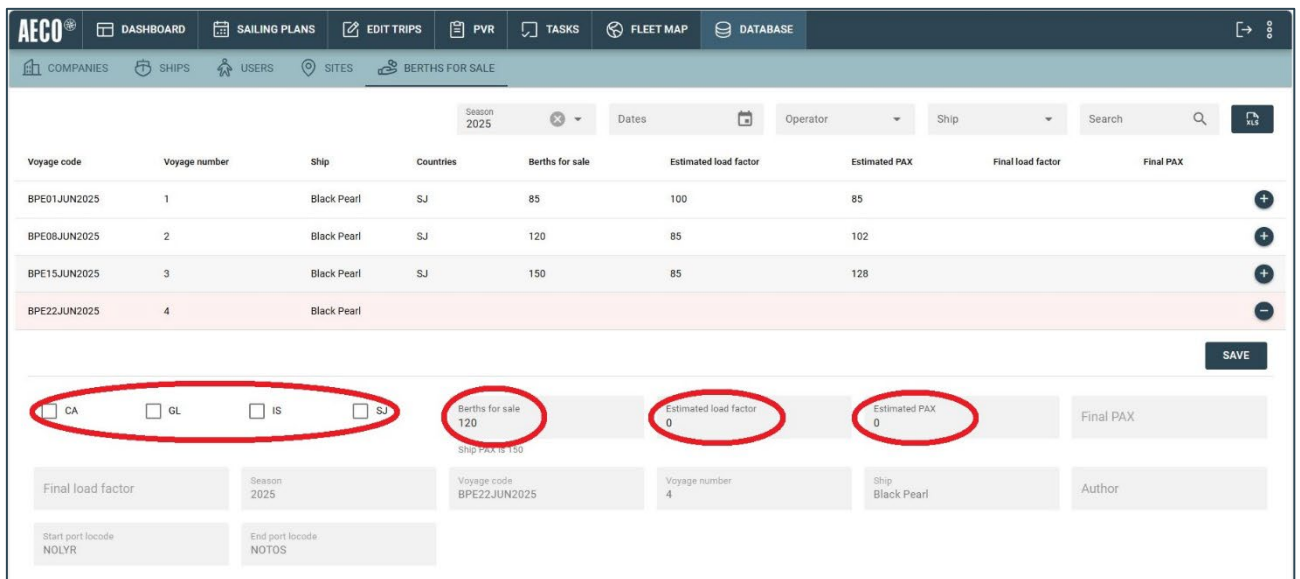 AECO DASHBOARD SAILING PLANS EDIT TRIPS PVR TASKS FLEET MAP DATABASE
COMPANIES SHIPS USERS SITES BERTHS FOR SALE
Season
2025 Dates Operator Ship Search XLS
Voyage code Voyage number Ship Countries Berths for sale Estimated load factor Estimated PAX Final load factor Final PAX
BPE01JUN2025 1 Black Pearl SJ 85 100 85
BPE08JUN2025 2 Black Pearl SJ 120 85 102
BPE15JUN2025 3 Black Pearl SJ 150 85 128
BPE22JUN2025 4 Black Pearl
SAVE
CA GL IS SJ
Berths for sale Estimated load factor Estimated PAX
120 0 0 Final PAX
Ship PAX is 150
Final load factor
Season Voyage code Voyage number Ship
2025 BPE22JUN2025 4 Black Pearl Author
Start port locode End port locode
NOLYR NOTOS